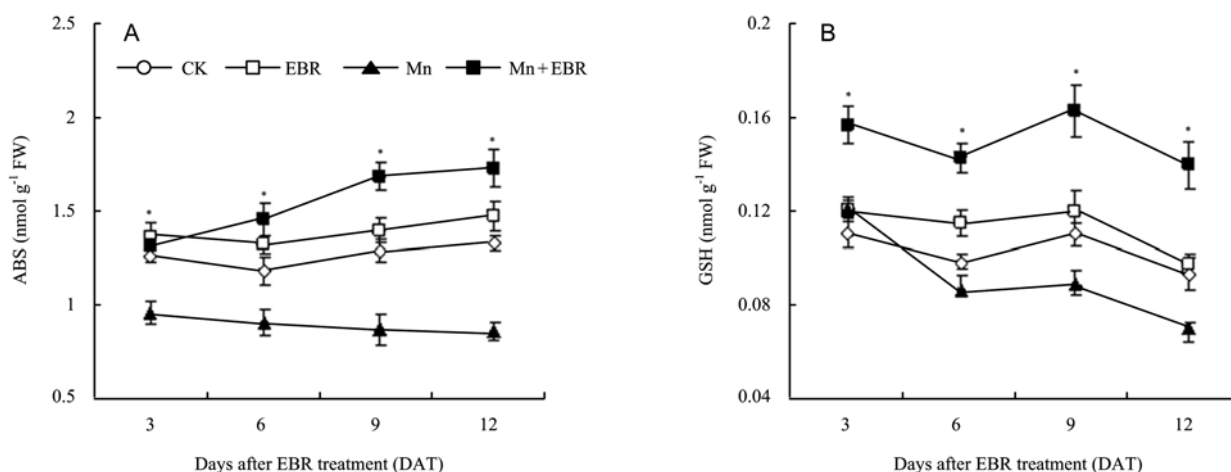 A
CK EBR Mn Mn+EBR
ABS (nmol g⁻¹ FW)
2.5
2
1.5
1
0.5
* * * *
3 6 9 12
Days after EBR treatment (DAT)
B
GSH (nmol g⁻¹ FW)
0.2
0.16
0.12
0.08
0.04
* * * *
3 6 9 12
Days after EBR treatment (DAT)